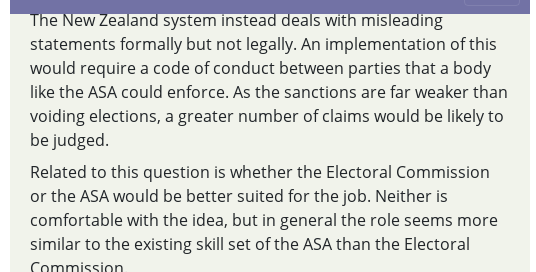 The New Zealand system instead deals with misleading
statements formally but not legally. An implementation of this
would require a code of conduct between parties that a body
like the ASA could enforce. As the sanctions are far weaker than
voiding elections, a greater number of claims would be likely to
be judged.
Related to this question is whether the Electoral Commission
or the ASA would be better suited for the job. Neither is
comfortable with the idea, but in general the role seems more
similar to the existing skill set of the ASA than the Electoral
Commission.